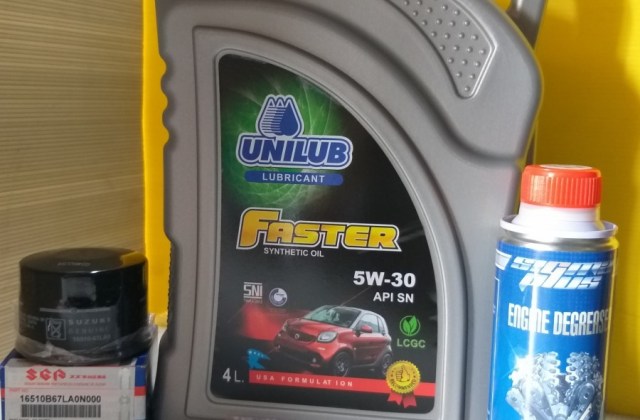 UNILUB
LUBRICANT
FASTER
SYNTHETIC OIL
5W-30
API SN
SNI
LCGC
4 L.
USA FORMULATION
SUZUKI
SGP
16510B67LA0N000
plus
ENGINE DEGREASE